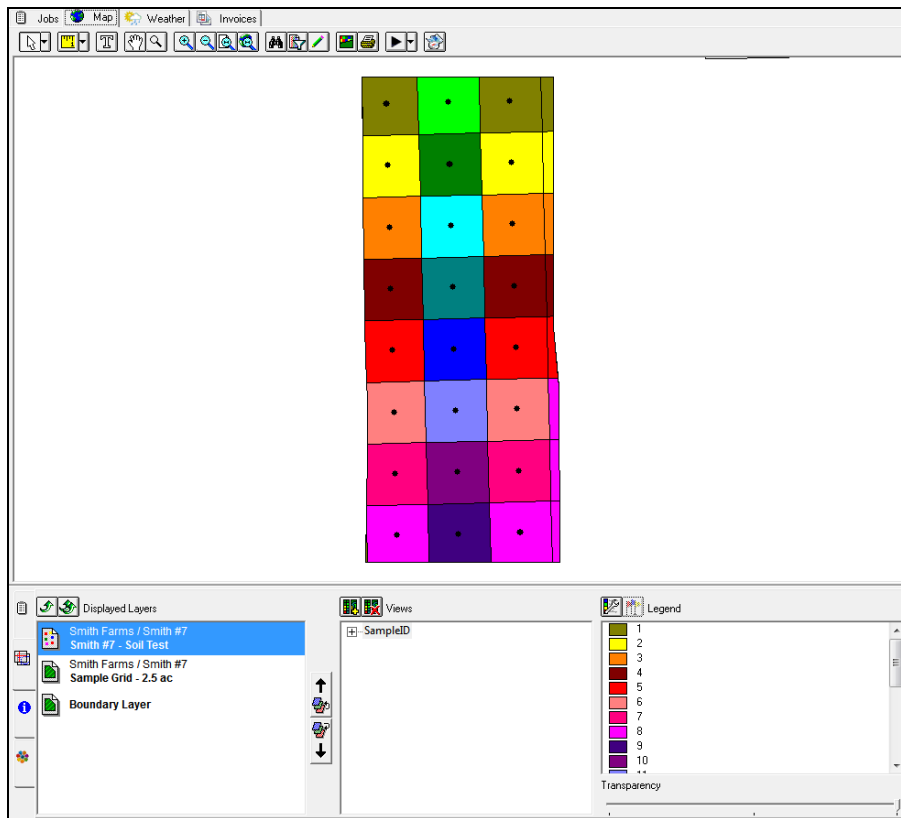 Jobs Map Weather Invoices
Displayed Layers
Smith Farms / Smith #7
Smith #7 - Soil Test
Smith Farms / Smith #7
Sample Grid - 2.5 ac
Boundary Layer
Views
SampleID
Legend
1
2
3
4
5
6
7
8
9
10
11
Transparency